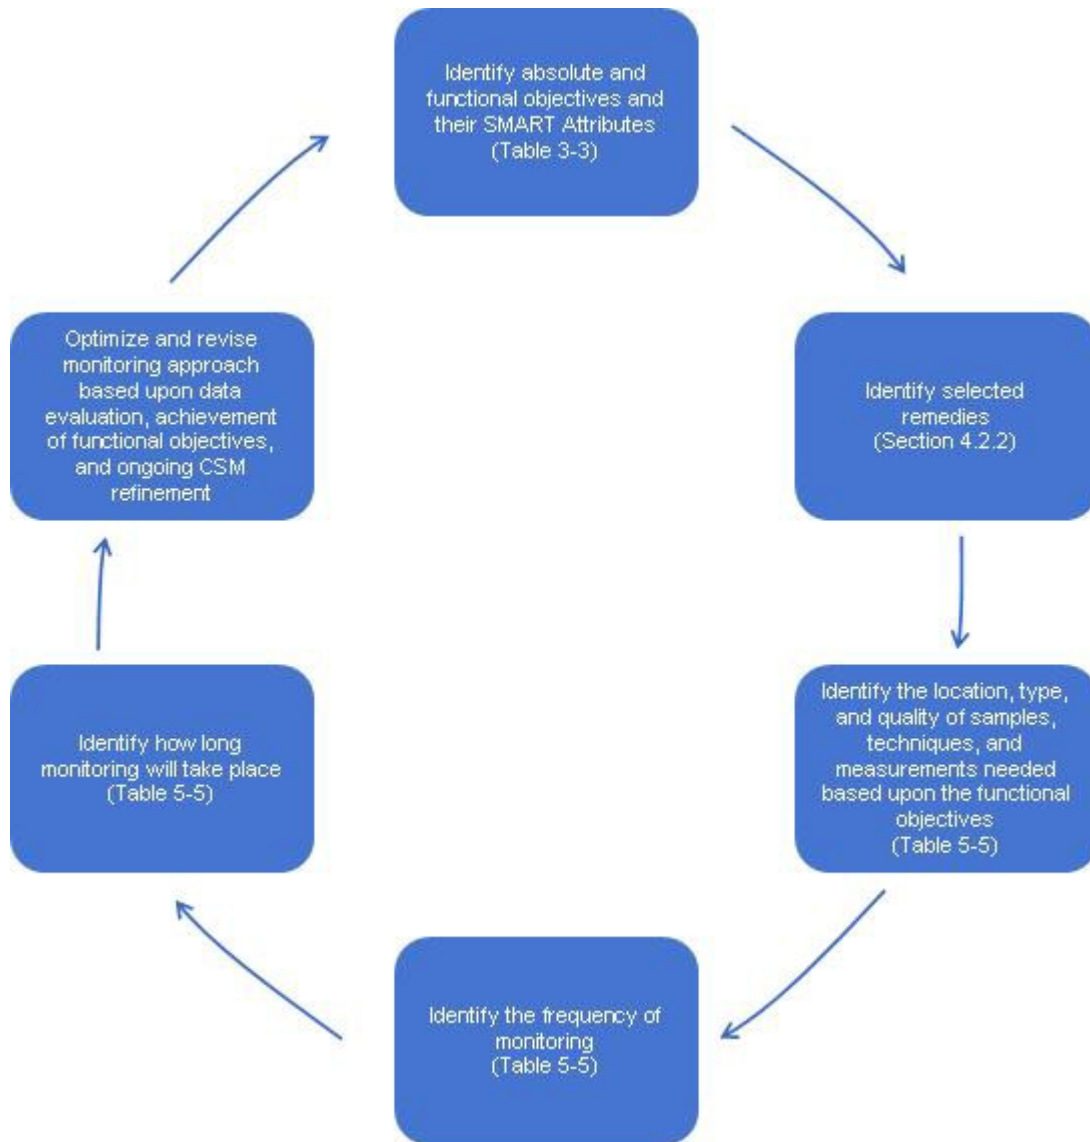 Identify absolute and
functional objectives and
their SMART Attributes
(Table 3-3)
Identify selected
remedies
(Section 4.2.2)
Identify the location, type,
and quality of samples,
techniques, and
measurements needed
based upon the functional
objectives
(Table 5-5)
Identify the frequency of
monitoring
(Table 5-5)
Identify how long
monitoring will take place
(Table 5-5)
Optimize and revise
monitoring approach
based upon data
evaluation, achievement
of functional objectives,
and ongoing CSM
refinement